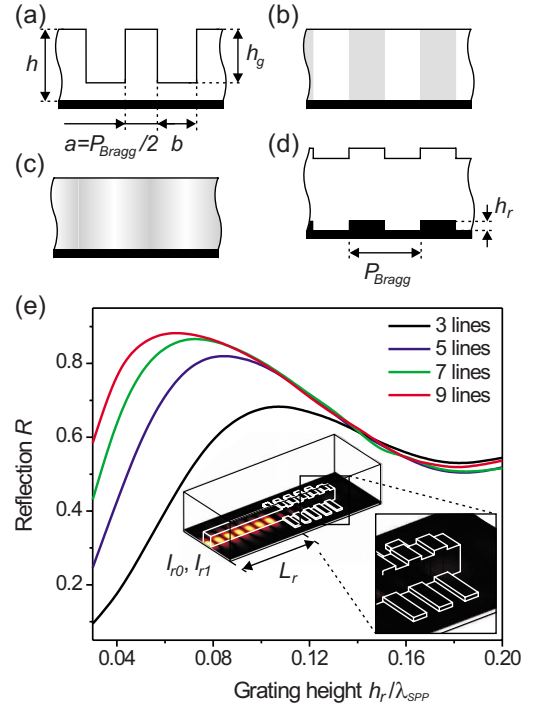 (a)
h
h_g
a=P_Bragg/2 b
(b)
(c)
(d)
h_r
P_Bragg
(e)
Reflection R
0.8
0.6
0.4
0.2
3 lines
5 lines
7 lines
9 lines
I_r0, I_r1
L_r
0.04 0.08 0.12 0.16 0.20
Grating height h_r/λ_SPP